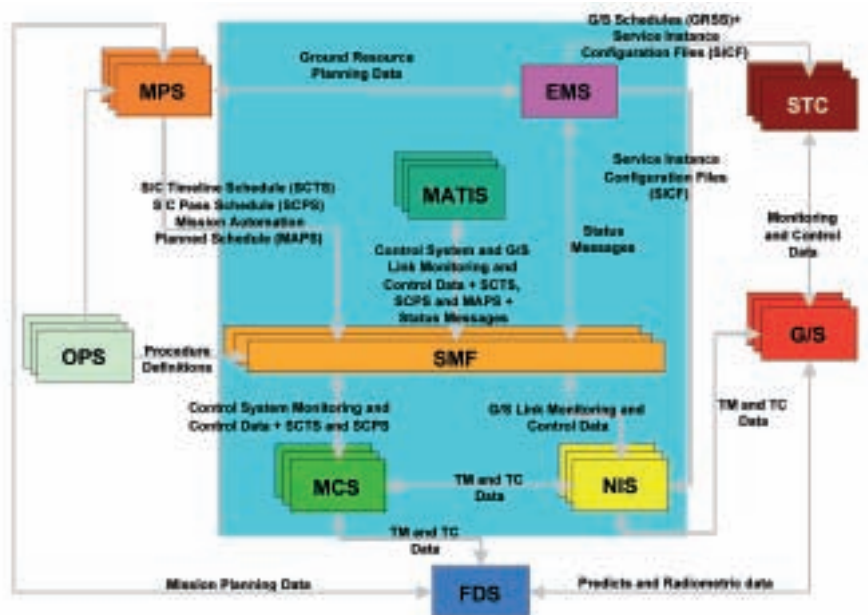 G/S Schedules (GRSS)+
Service Instance
Configuration Files (SICF)
Ground Resource
Planning Data
MPS
EMS
STC
S/C Timeline Schedule (SCTS)
S/C Pass Schedule (SCPS)
Mission Automation
Planned Schedule (MAPS)
MATIS
Service Instance
Configuration Files
(SICF)
Status
Messages
Monitoring
and Control
Data
Control System and G/S
Link Monitoring and
Control Data + SCTS,
SCPS and MAPS +
Status Messages
OPS
Procedure
Definitions
SMF
G/S
Control System Monitoring and
Control Data + SCTS and SCPS
G/S Link Monitoring and
Control Data
TM and TC
Data
MCS
TM and TC
Data
NIS
TM and TC
Data
Mission Planning Data
FDS
Predicts and Radiometric data